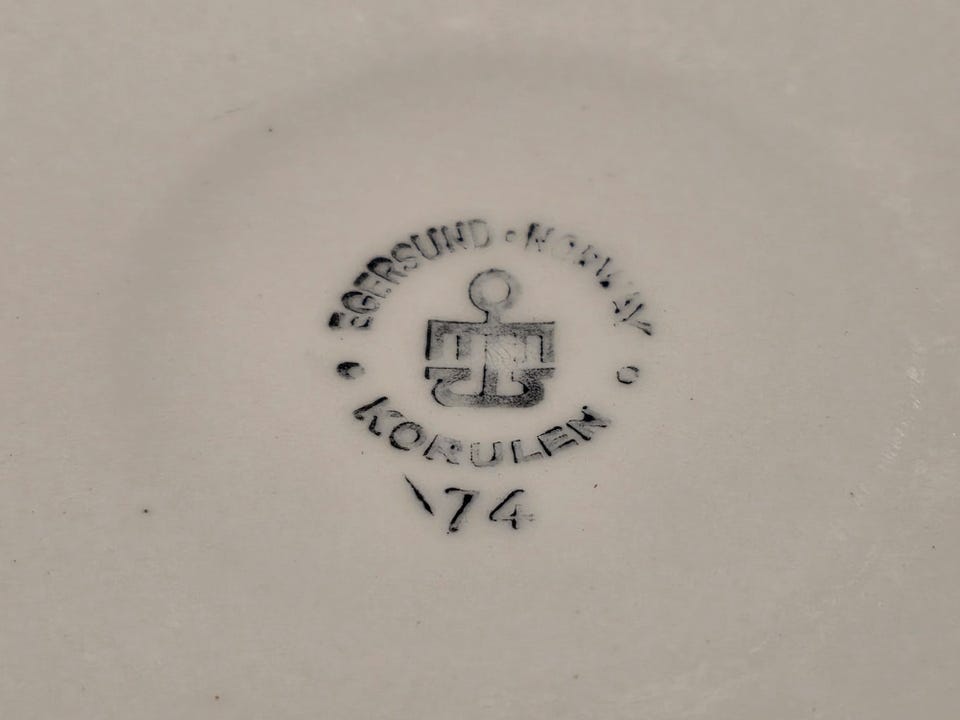 EGERSUND · NORWAY
KORULEN
74